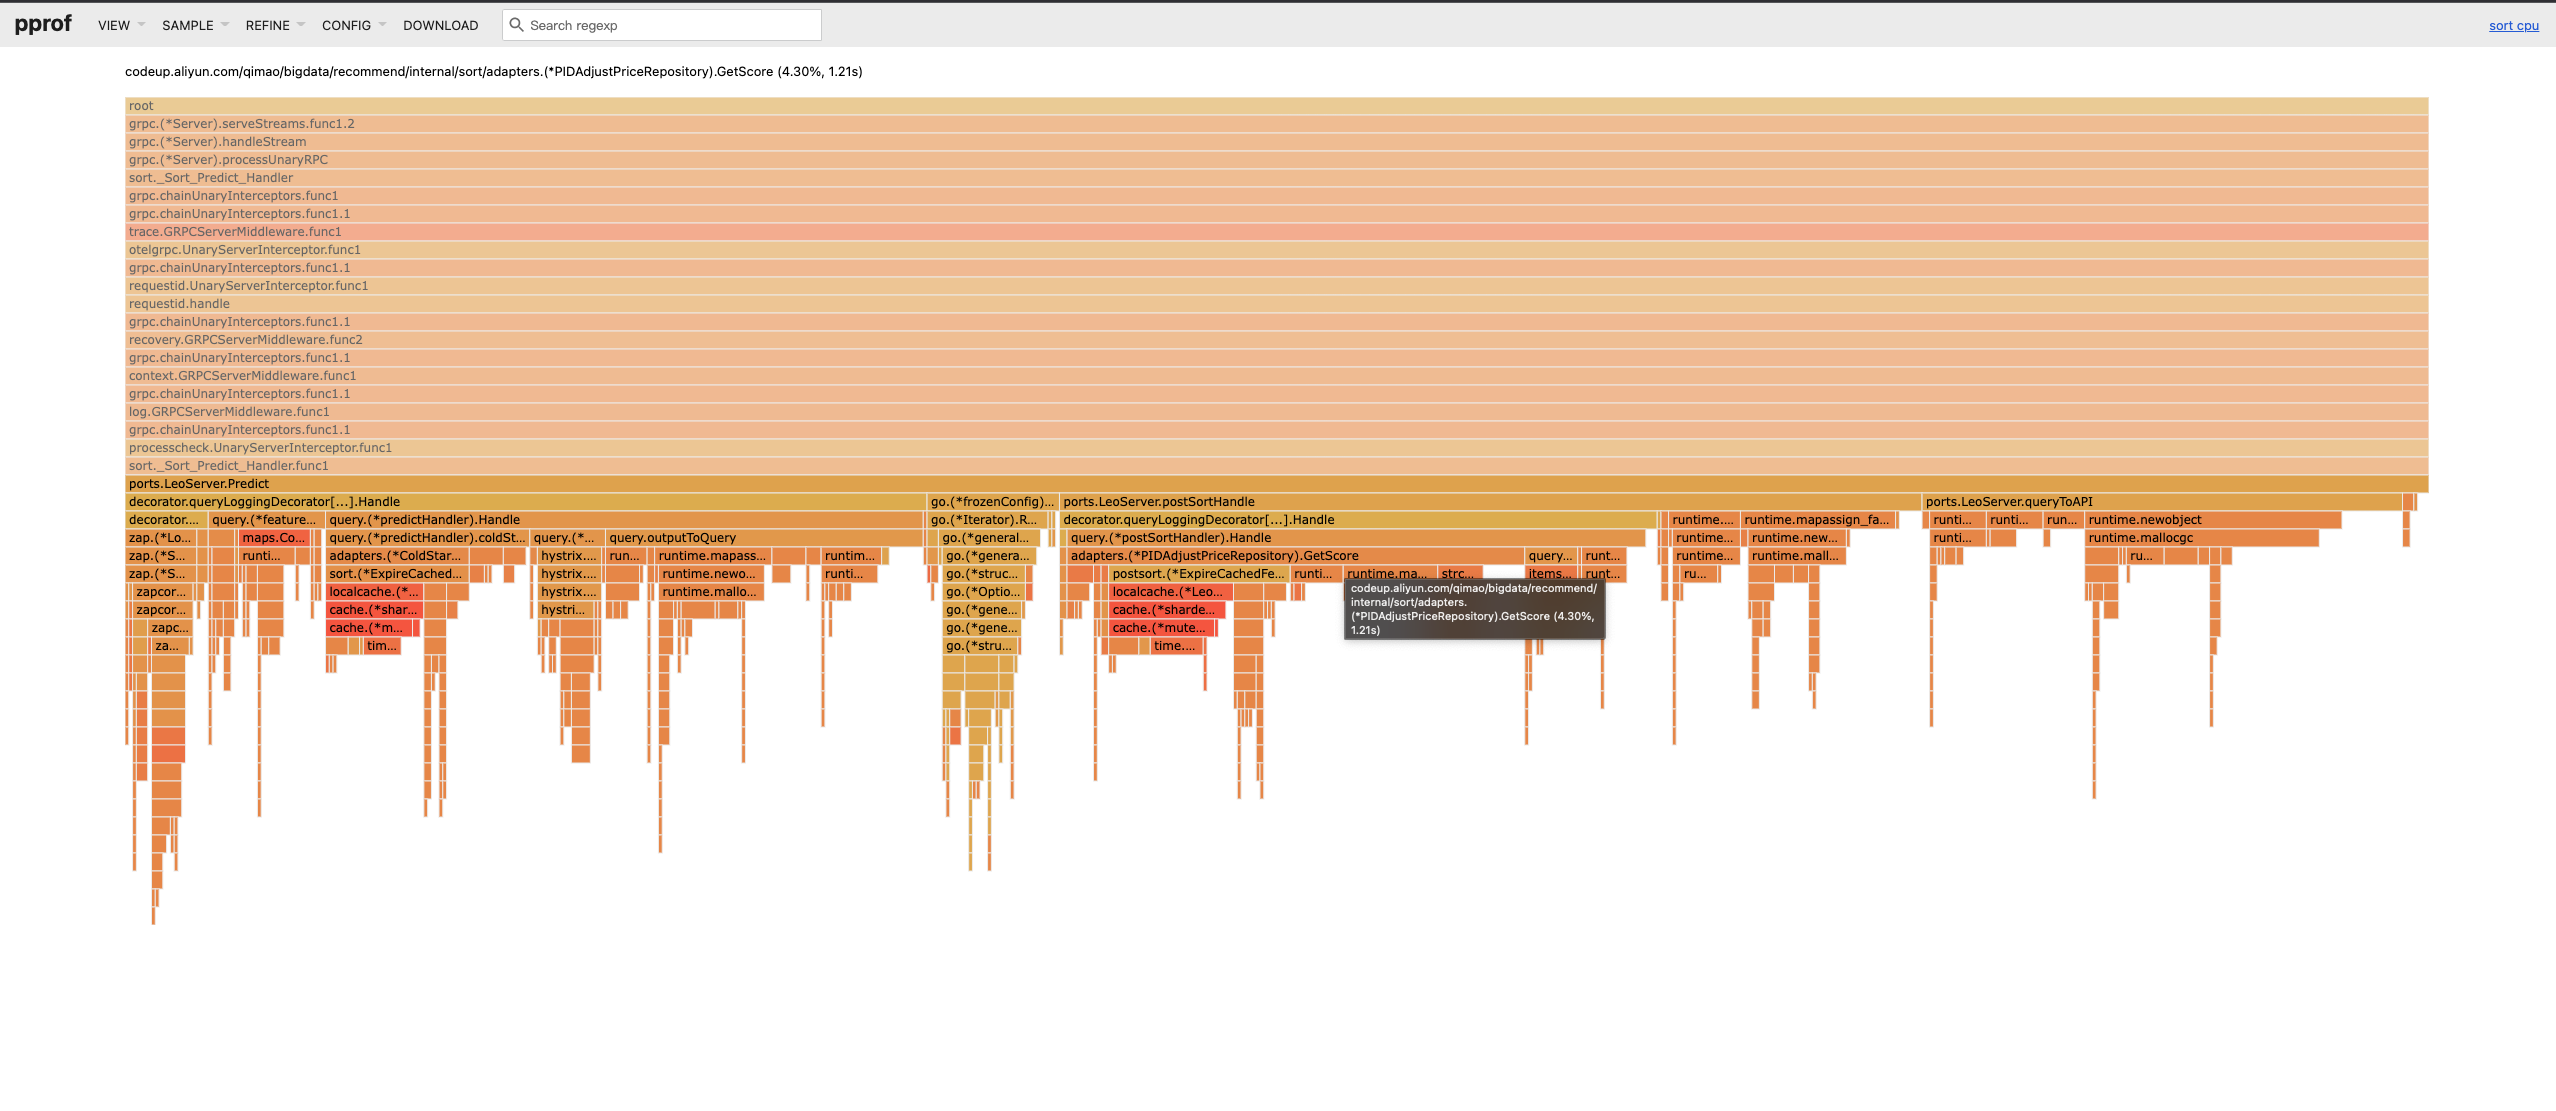 pprof VIEW SAMPLE REFINE CONFIG DOWNLOAD Search regexp sort cpu
codeup.aliyun.com/qimao/bigdata/recommend/internal/sort/adapters.(*PIDAdjustPriceRepository).GetScore (4.30%, 1.21s)
root
grpc.(*Server).serveStreams.func1.2
grpc.(*Server).handleStream
grpc.(*Server).processUnaryRPC
sort._Sort_Predict_Handler
grpc.chainUnaryInterceptors.func1
grpc.chainUnaryInterceptors.func1.1
trace.GRPCServerMiddleware.func1
otelgrpc.UnaryServerInterceptor.func1
grpc.chainUnaryInterceptors.func1.1
requestid.UnaryServerInterceptor.func1
requestid.handle
grpc.chainUnaryInterceptors.func1.1
recovery.GRPCServerMiddleware.func2
grpc.chainUnaryInterceptors.func1.1
context.GRPCServerMiddleware.func1
grpc.chainUnaryInterceptors.func1.1
log.GRPCServerMiddleware.func1
grpc.chainUnaryInterceptors.func1.1
processcheck.UnaryServerInterceptor.func1
sort._Sort_Predict_Handler.func1
ports.LeoServer.Predict
decorator.queryLoggingDecorator[...].Handle go.(*frozenConfig)... ports.LeoServer.postSortHandle ports.LeoServer.queryToAPI
decorator.... query.(*feature... query.(*predictHandler).Handle go.(*Iterator).R... decorator.queryLoggingDecorator[...].Handle runtime.... runtime.mapassign_fa... runti... runti... run... runtime.newobject
zap.(*Lo... maps.Co... query.(*predictHandler).coldSt... query.(*... query.outputToQuery go.(*general... query.(*postSortHandler).Handle runtime... runtime.new... runti... runtime.mallocgc
zap.(*S... runti... adapters.(*ColdStar... hystrix.... run... runtime.mapass... runtim... go.(*genera... adapters.(*PIDAdjustPriceRepository).GetScore query... runt... runtime... runtime.mall... ru...
zap.(*S... sort.(*ExpireCached... hystrix.... runtime.newo... runti... go.(*struc... postsort.(*ExpireCachedFe... runti... runtime.ma... strc... items... runt... ru...
zapcor... localcache.(*... hystrix.... runtime.mallo... go.(*Optio... localcache.(*Leo...
zapcor... cache.(*shar... hystri... go.(*gene... cache.(*sharde...
zapc... cache.(*m... go.(*gene... cache.(*mute...
za... tim... go.(*stru... time....
codeup.aliyun.com/qimao/bigdata/recommend/
internal/sort/adapters.
(*PIDAdjustPriceRepository).GetScore (4.30%,
1.21s)